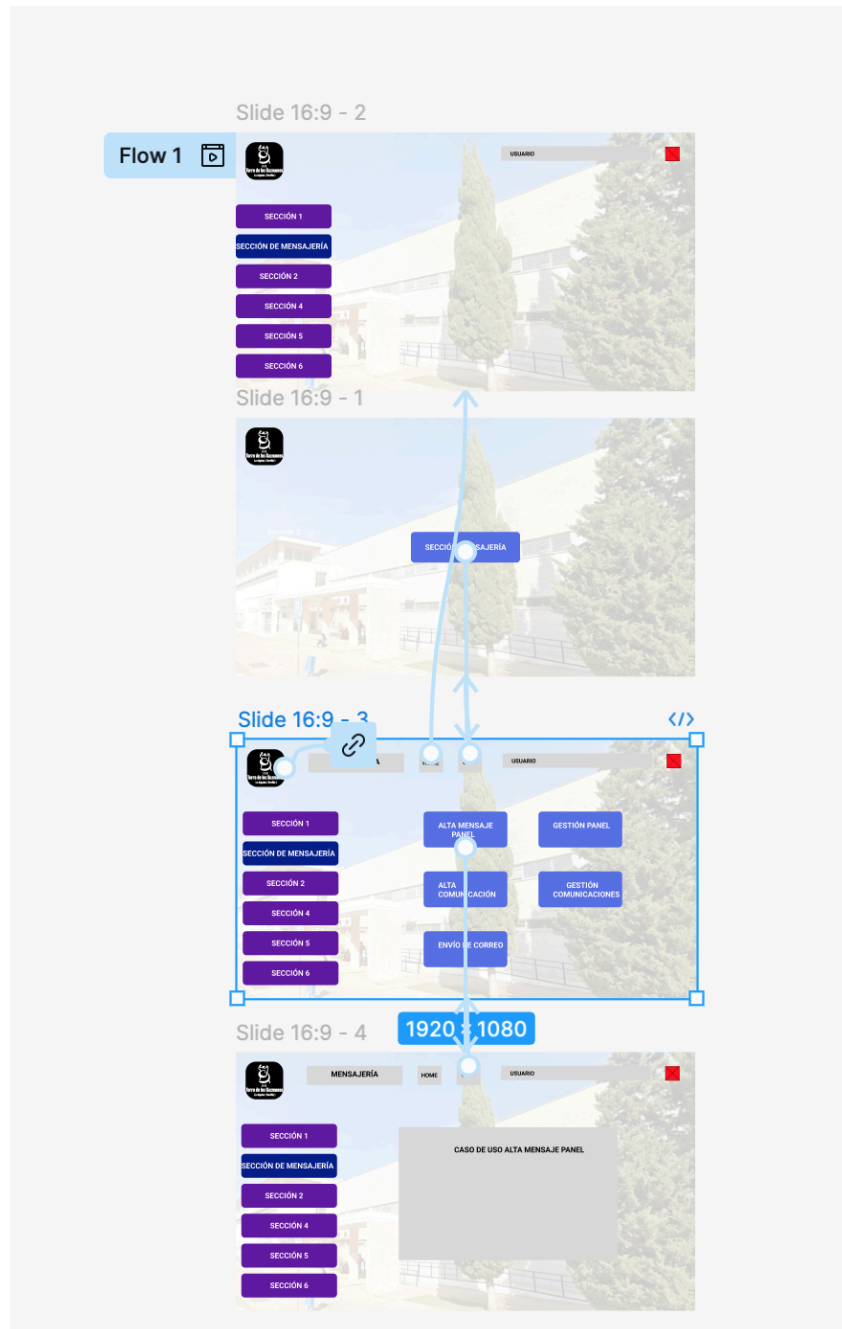 Slide 16:9 - 2
Flow 1
USUARIO
SECCIÓN 1
SECCIÓN DE MENSAJERÍA
SECCIÓN 2
SECCIÓN 4
SECCIÓN 5
SECCIÓN 6
Slide 16:9 - 1
Slide 16:9 - 3
</>
USUARIO
SECCIÓN 1
SECCIÓN DE MENSAJERÍA
SECCIÓN 2
SECCIÓN 4
SECCIÓN 5
SECCIÓN 6
ALTA MENSAJE
PANEL
GESTIÓN PANEL
ALTA
COMUNICACIÓN
GESTIÓN
COMUNICACIONES
ENVÍO DE CORREO
Slide 16:9 - 4
1920 × 1080
MENSAJERÍA
HOME
USUARIO
SECCIÓN 1
SECCIÓN DE MENSAJERÍA
SECCIÓN 2
SECCIÓN 4
SECCIÓN 5
SECCIÓN 6
CASO DE USO ALTA MENSAJE PANEL